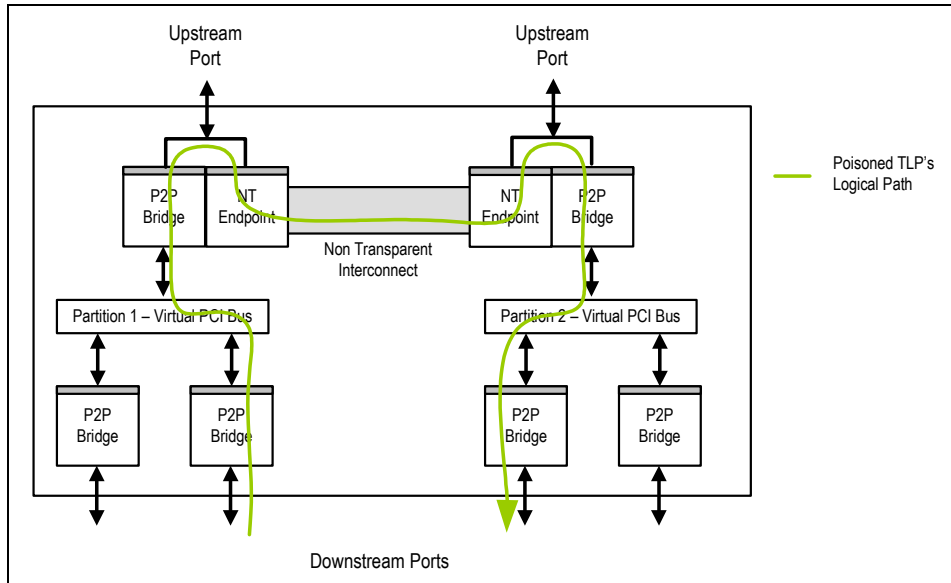 Upstream
Port
Upstream
Port
P2P
Bridge
NT
Endpoint
NT
Endpoint
P2P
Bridge
Poisoned TLP's
Logical Path
Non Transparent
Interconnect
Partition 1 – Virtual PCI Bus
Partition 2 – Virtual PCI Bus
P2P
Bridge
P2P
Bridge
P2P
Bridge
P2P
Bridge
Downstream Ports